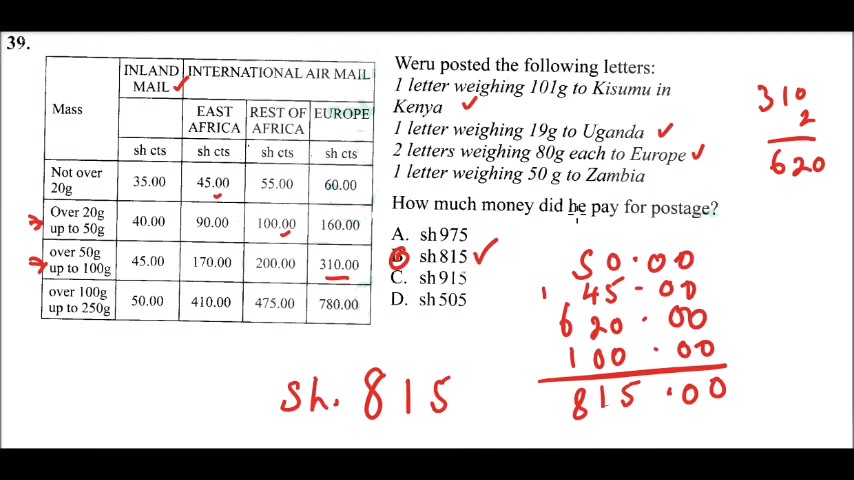 39.
INLAND MAIL INTERNATIONAL AIR MAIL
Mass EAST AFRICA REST OF AFRICA EUROPE
sh cts sh cts sh cts sh cts
Not over 20g 35.00 45.00 55.00 60.00
Over 20g up to 50g 40.00 90.00 100.00 160.00
over 50g up to 100g 45.00 170.00 200.00 310.00
over 100g up to 250g 50.00 410.00 475.00 780.00
Weru posted the following letters:
1 letter weighing 101g to Kisumu in
Kenya
1 letter weighing 19g to Uganda
2 letters weighing 80g each to Europe
1 letter weighing 50 g to Zambia
How much money did he pay for postage?
A. sh975
B. sh815
C. sh915
D. sh505
310
2
620
50.00
1 45-00
620.00
100.00
815.00
Sh. 815